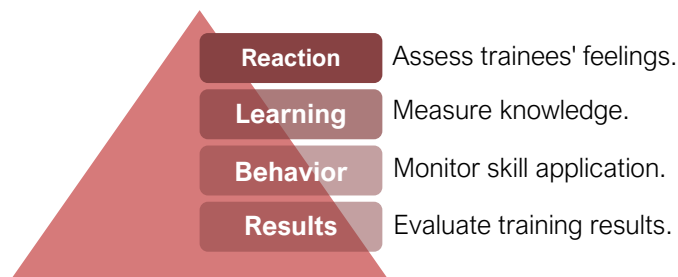 Reaction Assess trainees' feelings.
Learning Measure knowledge.
Behavior Monitor skill application.
Results Evaluate training results.